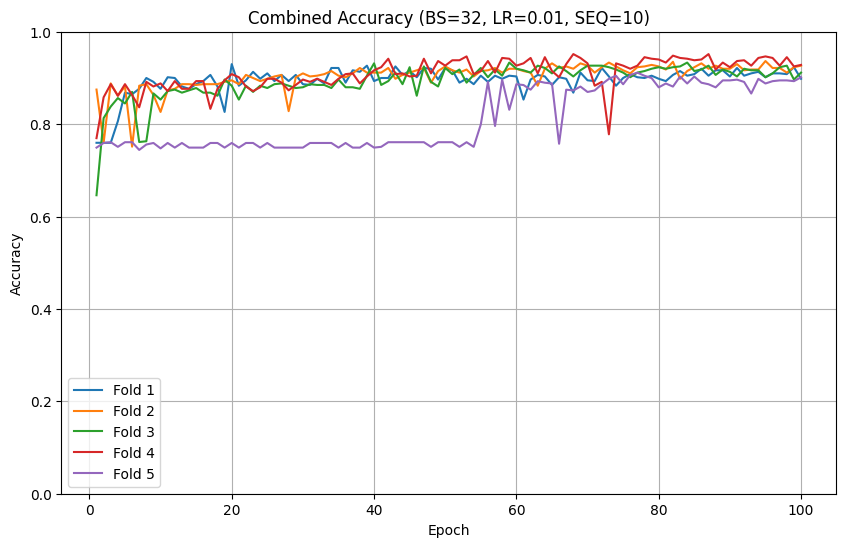 Combined Accuracy (BS=32, LR=0.01, SEQ=10)
Accuracy
1.0
0.8
0.6
0.4
0.2
0.0
Fold 1
Fold 2
Fold 3
Fold 4
Fold 5
0 20 40 60 80 100
Epoch